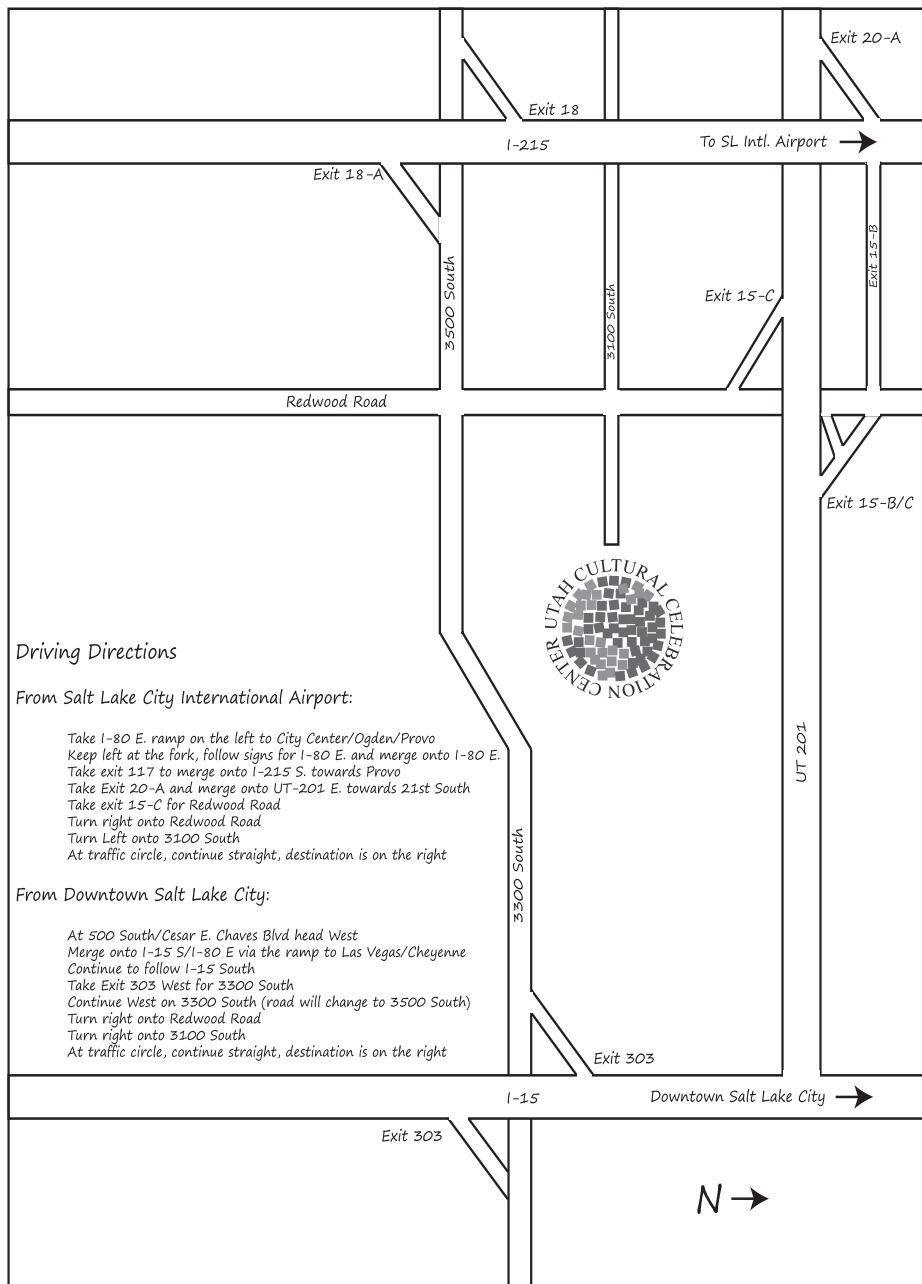 Exit 20-A
Exit 18
I-215
To SL Intl. Airport
Exit 18-A
3500 South
3100 South
Exit 15-B
Exit 15-C
Redwood Road
Exit 15-B/C
UTAH CULTURAL CELEBRATION CENTER
Driving Directions
From Salt Lake City International Airport:
Take I-80 E. ramp on the left to City Center/Ogden/Provo
Keep left at the fork, follow signs for I-80 E. and merge onto I-80 E.
Take exit 117 to merge onto I-215 S. towards Provo
Take Exit 20-A and merge onto UT-201 E. towards 21st South
Take exit 15-C for Redwood Road
Turn right onto Redwood Road
Turn Left onto 3100 South
At traffic circle, continue straight, destination is on the right
UT 201
3300 South
From Downtown Salt Lake City:
At 500 South/Cesar E. Chaves Blvd head West
Merge onto I-15 S/I-80 E via the ramp to Las Vegas/Cheyenne
Continue to follow I-15 South
Take Exit 303 West for 3300 South
Continue West on 3300 South (road will change to 3500 South)
Turn right onto Redwood Road
Turn right onto 3100 South
At traffic circle, continue straight, destination is on the right
Exit 303
I-15
Downtown Salt Lake City
Exit 303
N